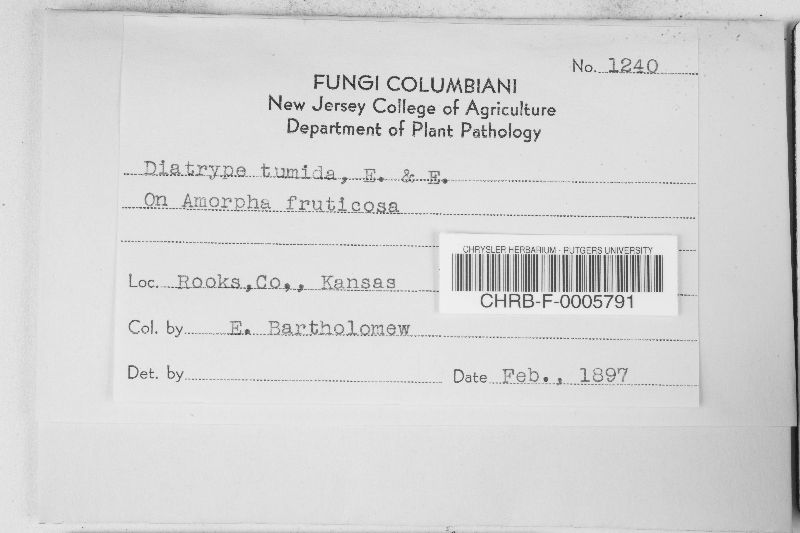 No. 1240
FUNGI COLUMBIANI
New Jersey College of Agriculture
Department of Plant Pathology
Diatrype tumida, E. & E.
On Amorpha fruticosa
CHRYSLER HERBARIUM - RUTGERS UNIVERSITY
CHRB-F-0005791
Loc. Rooks,Co,, Kansas
Col. by E. Bartholomew
Det. by
Date Feb., 1897